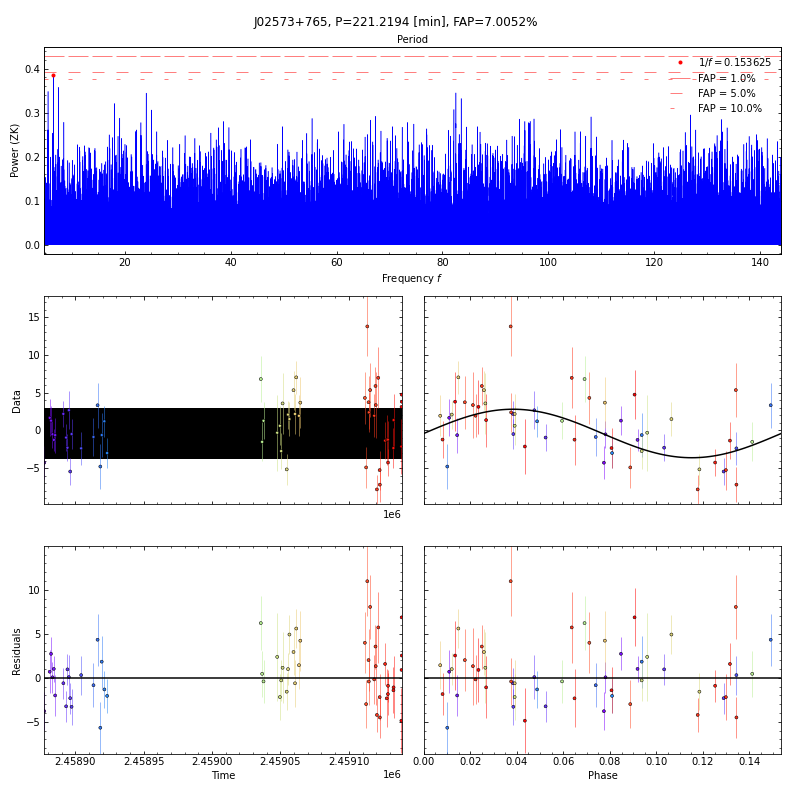 J02573+765, P=221.2194 [min], FAP=7.0052%
Period
Power (ZK)
0.4
0.3
0.2
0.1
0.0
1/f = 0.153625
FAP = 1.0%
FAP = 5.0%
FAP = 10.0%
20
40
60
80
100
120
140
Frequency f
Data
15
10
5
0
−5
1e6
Residuals
10
5
0
−5
2.45890
2.45895
2.45900
2.45905
2.45910
1e6
Time
0.00
0.02
0.04
0.06
0.08
0.10
0.12
0.14
Phase